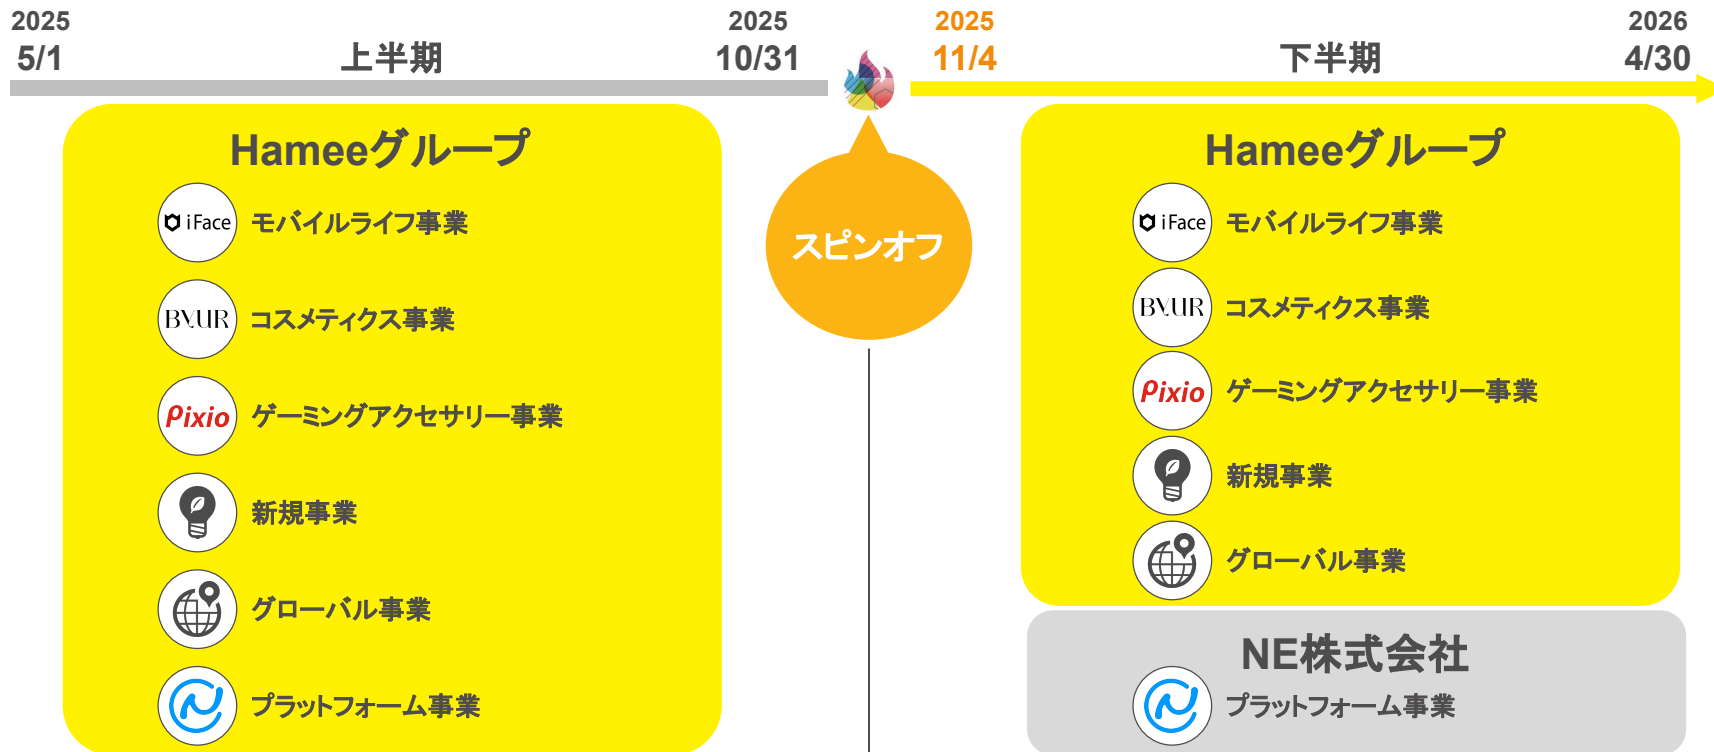 2025
5/1
上半期
2025
10/31
2025
11/4
下半期
2026
4/30
Hameeグループ
iFace モバイルライフ事業
BYUR コスメティクス事業
Pixio ゲーミングアクセサリー事業
新規事業
グローバル事業
プラットフォーム事業
スピンオフ
Hameeグループ
iFace モバイルライフ事業
BYUR コスメティクス事業
Pixio ゲーミングアクセサリー事業
新規事業
グローバル事業
NE株式会社
プラットフォーム事業